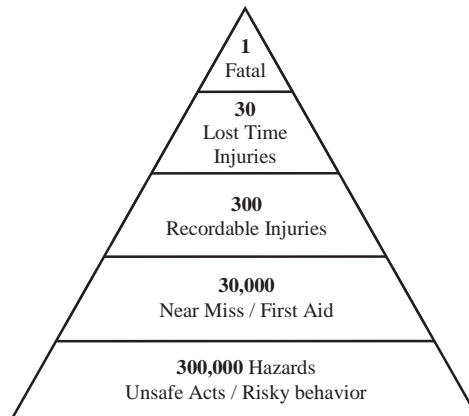 1
Fatal
30
Lost Time
Injuries
300
Recordable Injuries
30,000
Near Miss / First Aid
300,000 Hazards
Unsafe Acts / Risky behavior